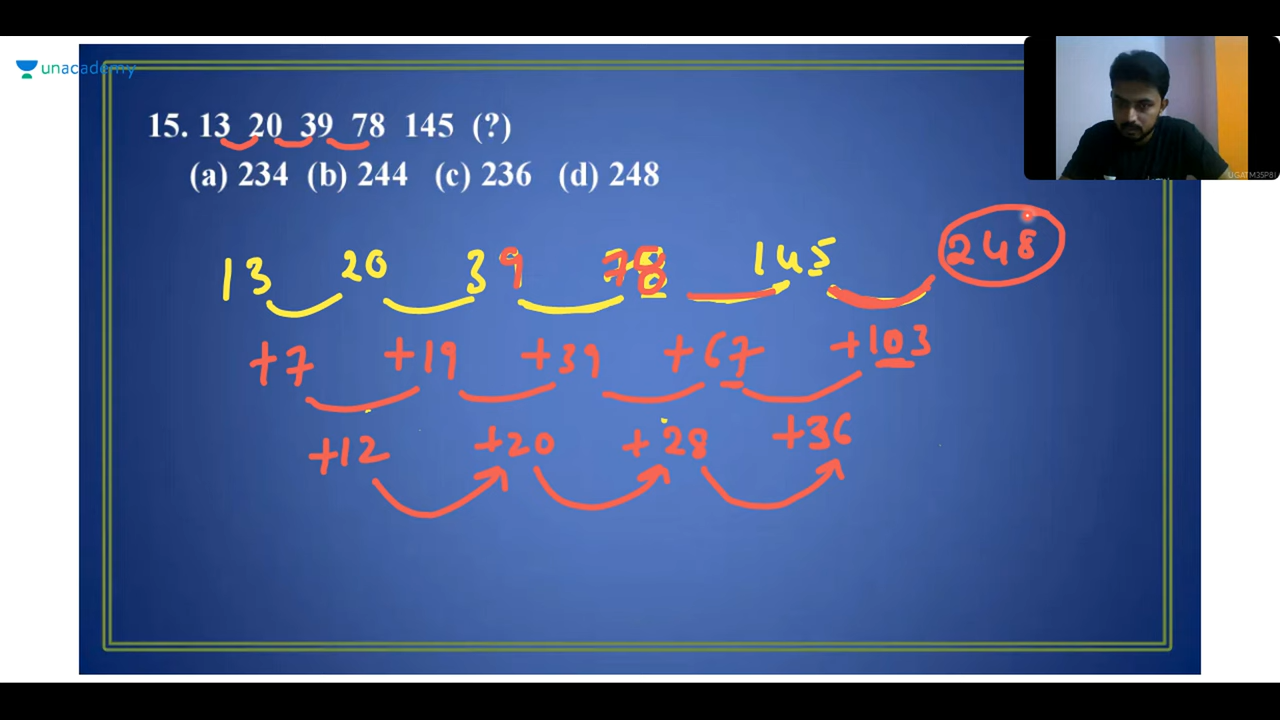 unacademy
15. 13 20 39 78 145 (?)
(a) 234 (b) 244 (c) 236 (d) 248
13 20 39 78 145 248
+7 +19 +39 +67 +103
+12 +20 +28 +36
UGATM35P8I